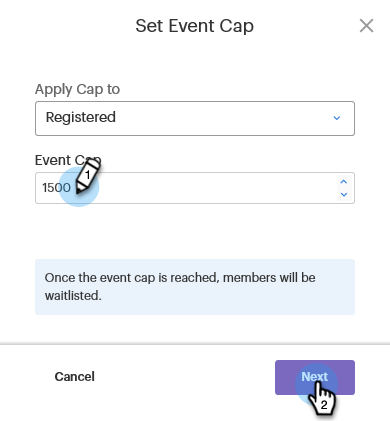 Set Event Cap
Apply Cap to
Registered
Event Cap
1500
1
Once the event cap is reached, members will be
waitlisted.
Cancel
Next
2